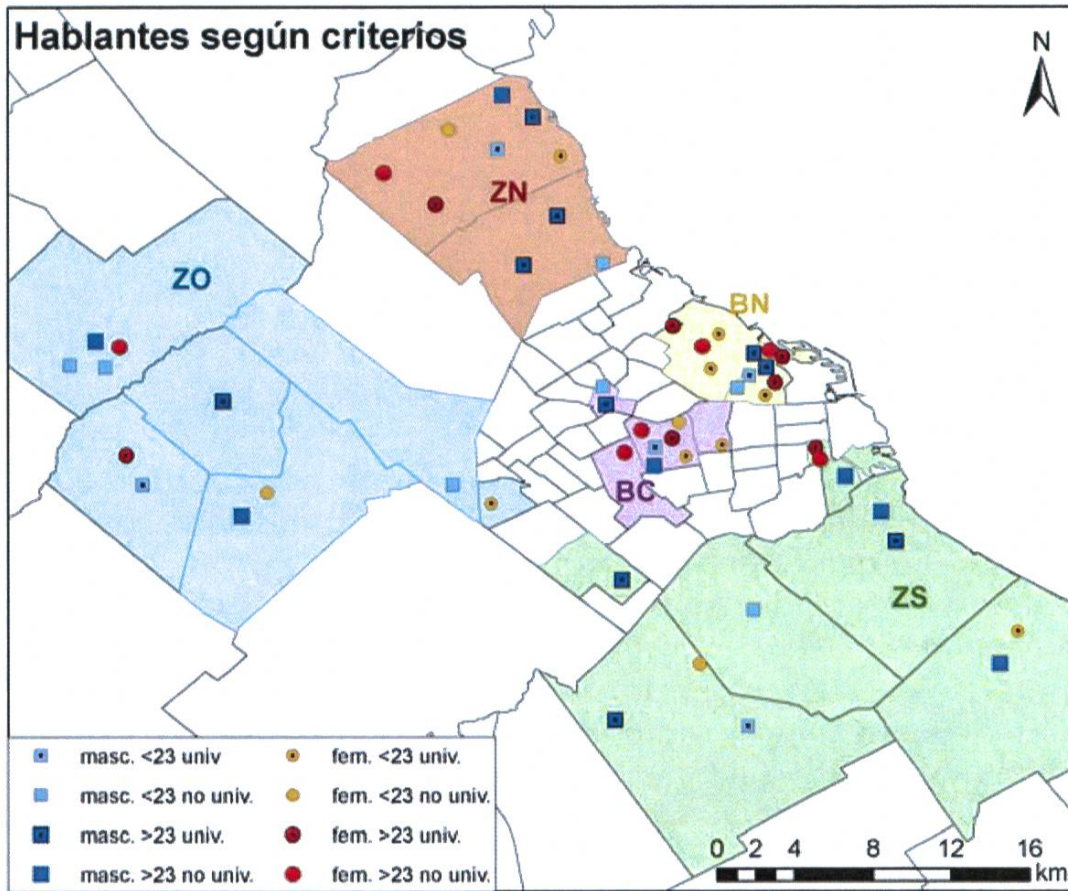 Hablantes según criterios
N
ZN
ZO
BN
BC
ZS
masc. <23 univ
fem. <23 univ.
masc. <23 no univ.
fem. <23 no univ.
masc. >23 univ.
fem. >23 univ.
masc. >23 no univ.
fem. >23 no univ.
0 2 4 8 12 16
km